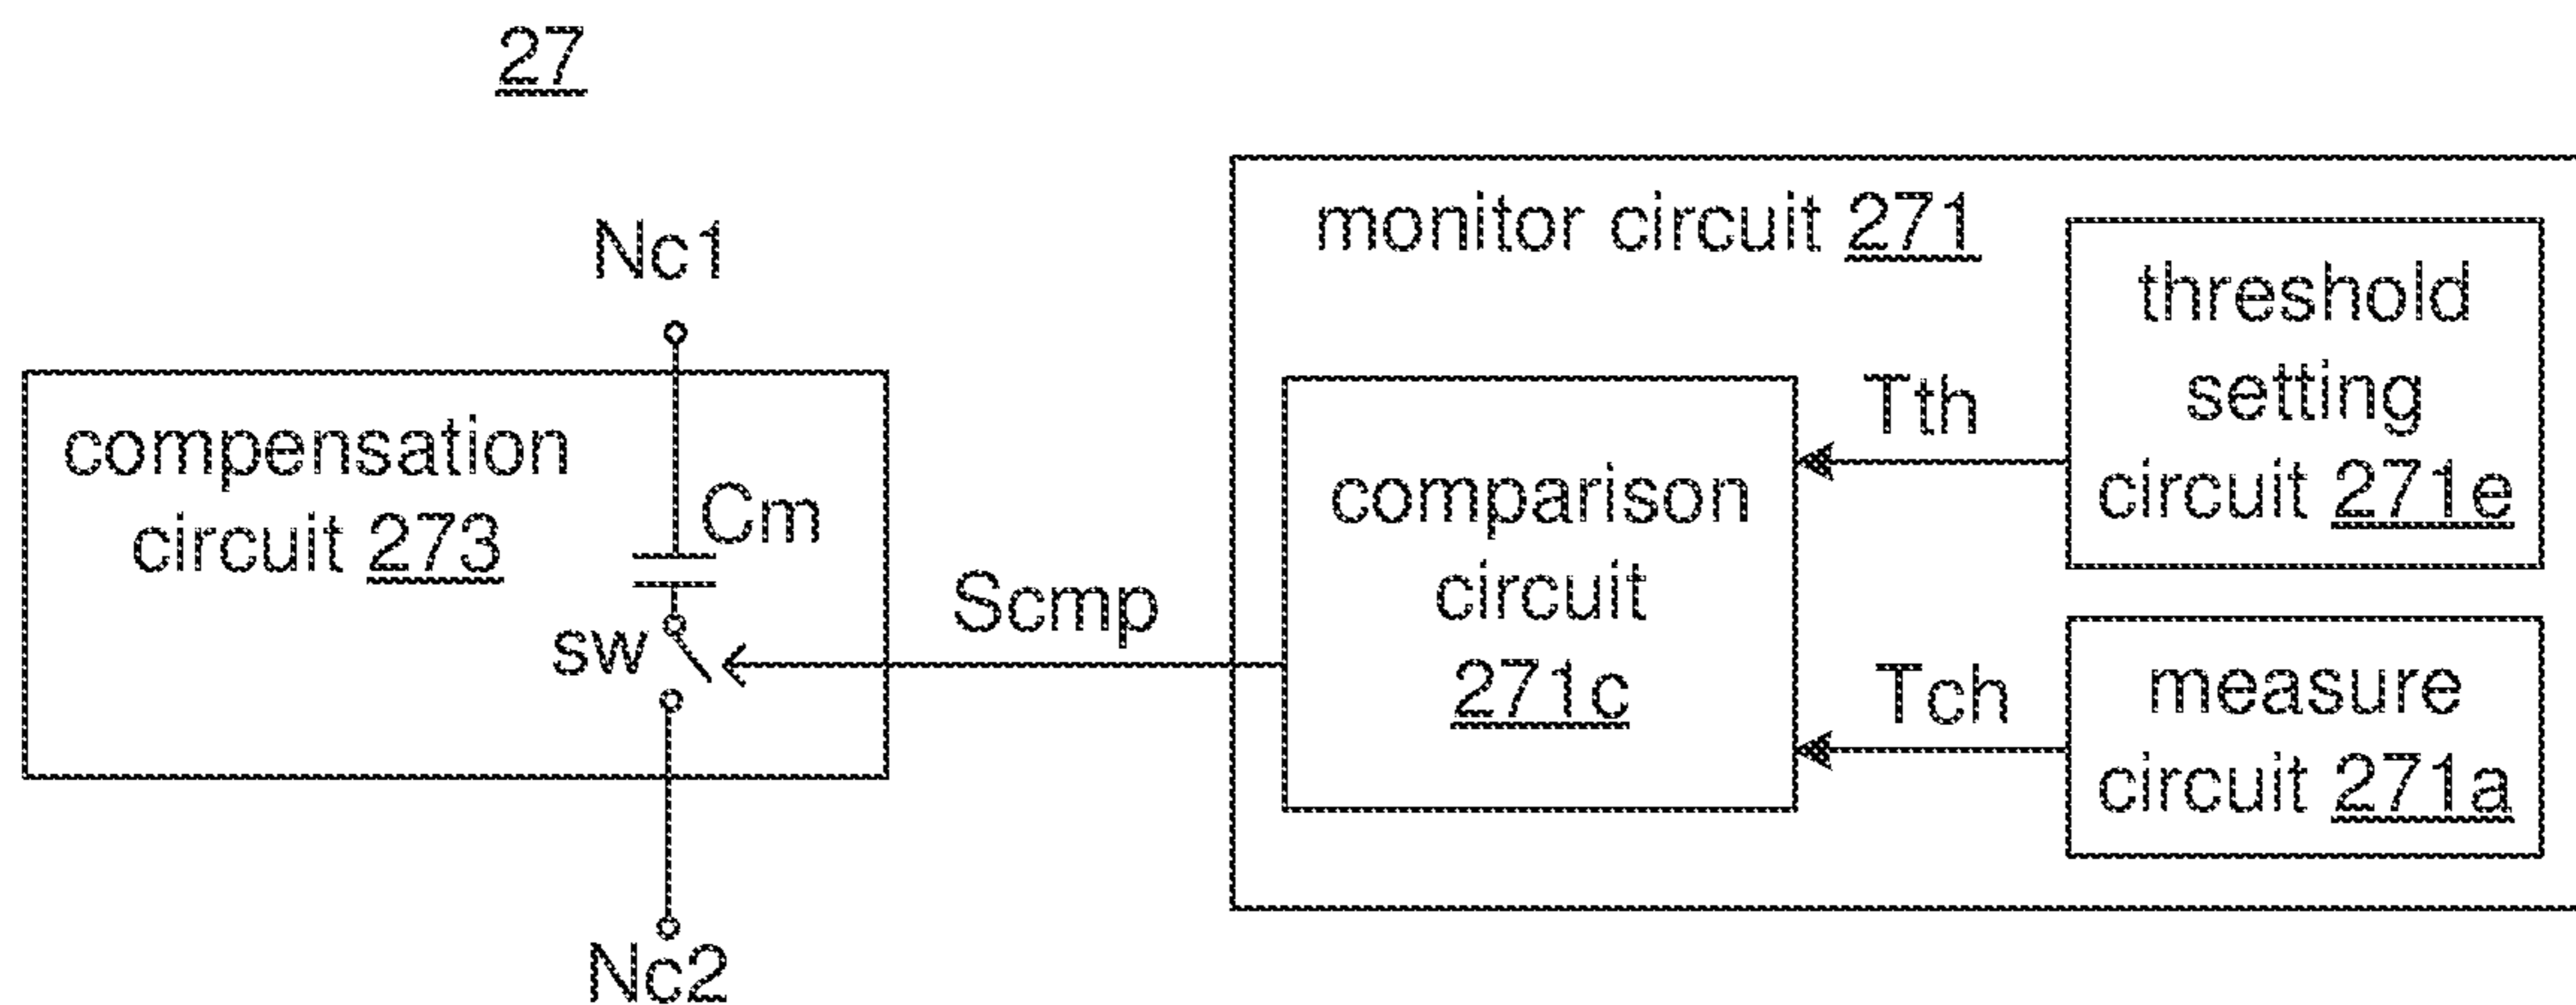 27
Nc1
compensation
circuit 273
Cm
sw
Nc2
Scmp
monitor circuit 271
comparison
circuit
271c
Tth
Tch
threshold
setting
circuit 271e
measure
circuit 271a